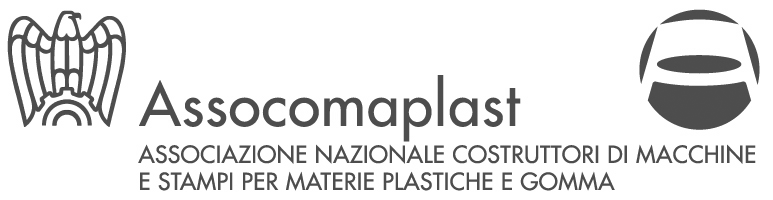 Assocomaplast
ASSOCIAZIONE NAZIONALE COSTRUTTORI DI MACCHINE
E STAMPI PER MATERIE PLASTICHE E GOMMA